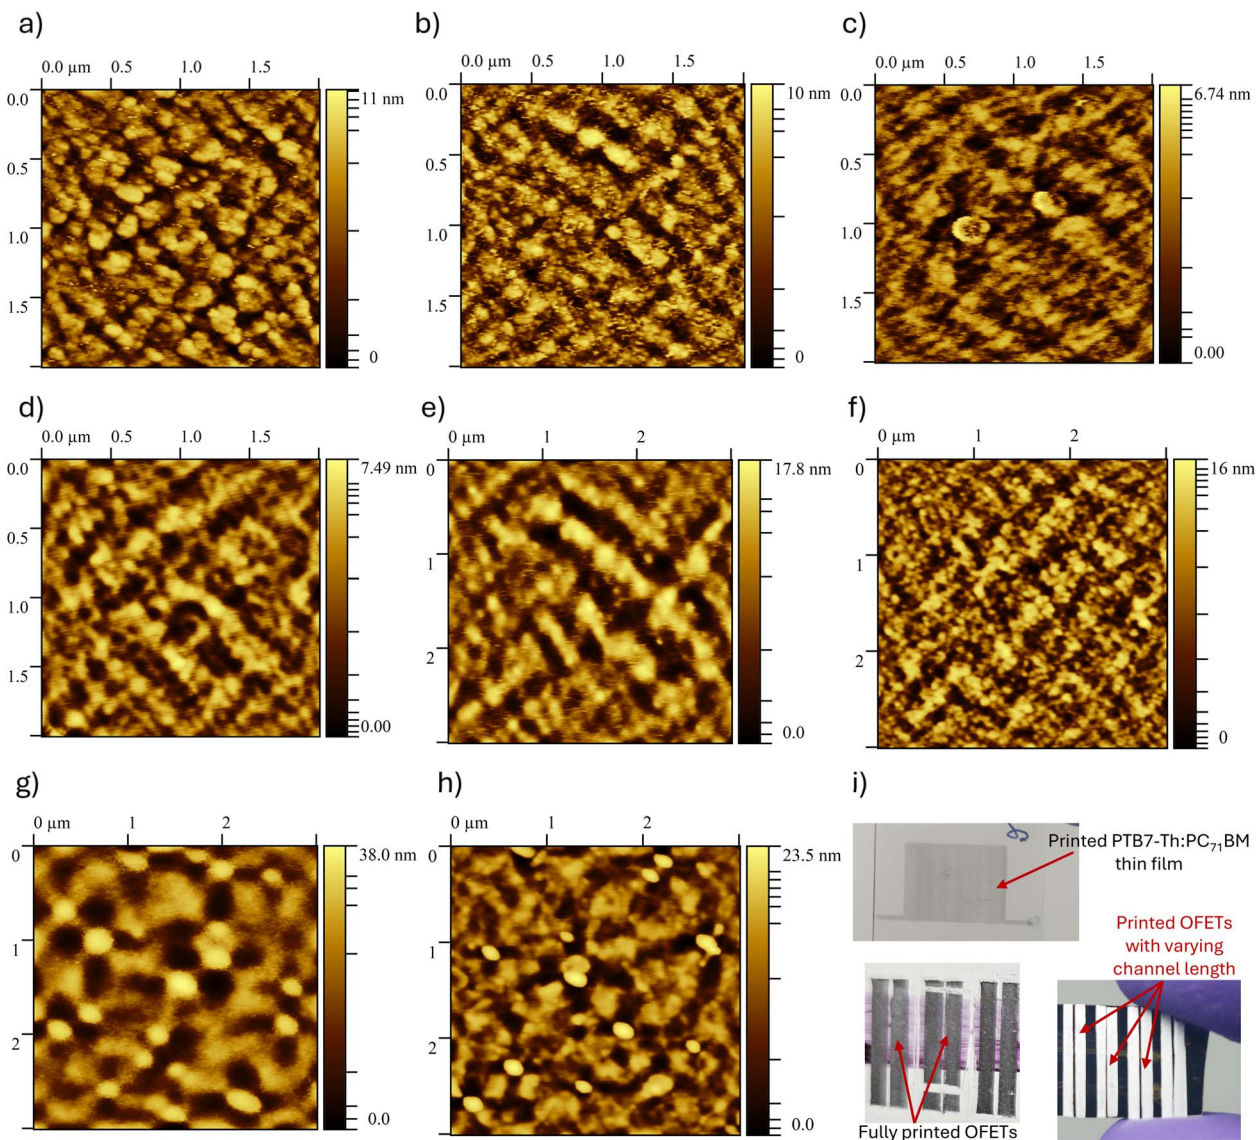 a)
0.0 µm 0.5 1.0 1.5
0.0
0.5
1.0
1.5
11 nm
0
b)
0.0 µm 0.5 1.0 1.5
0.0
0.5
1.0
1.5
10 nm
0
c)
0.0 µm 0.5 1.0 1.5
0.0
0.5
1.0
1.5
6.74 nm
0.00
d)
0.0 µm 0.5 1.0 1.5
0.0
0.5
1.0
1.5
7.49 nm
0.00
e)
0 µm 1 2
0
1
2
17.8 nm
0.0
f)
0 µm 1 2
0
1
2
16 nm
0
g)
0 µm 1 2
0
1
2
38.0 nm
0.0
h)
0 µm 1 2
0
1
2
23.5 nm
0.0
i)
Printed PTB7-Th:PC₇₁BM
thin film
Printed OFETs
with varying
channel length
Fully printed OFETs